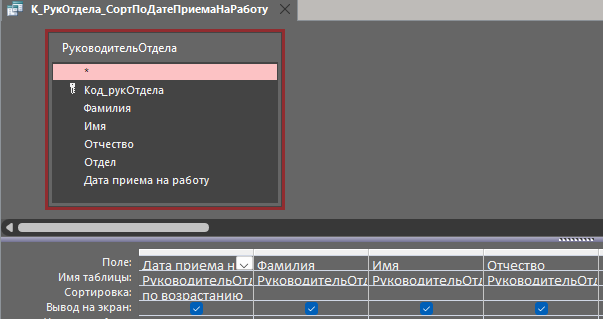 К_РукОтдела_СортПоДатеПриемаНаРаботу
РуководительОтдела
*
Код_рукОтдела
Фамилия
Имя
Отчество
Отдел
Дата приема на работу
Поле: Дата приема н Фамилия Имя Отчество
Имя таблицы: РуководительОтд РуководительОтд РуководительОтд РуководительОтд
Сортировка: по возрастанию
Вывод на экран: